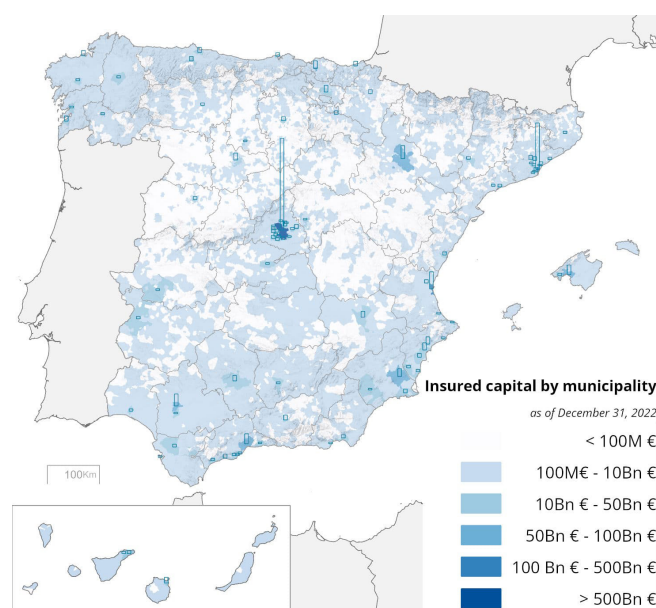 Insured capital by municipality
as of December 31, 2022
< 100M €
100M€ - 10Bn €
10Bn € - 50Bn €
50Bn € - 100Bn €
100 Bn € - 500Bn €
> 500Bn €
100Km